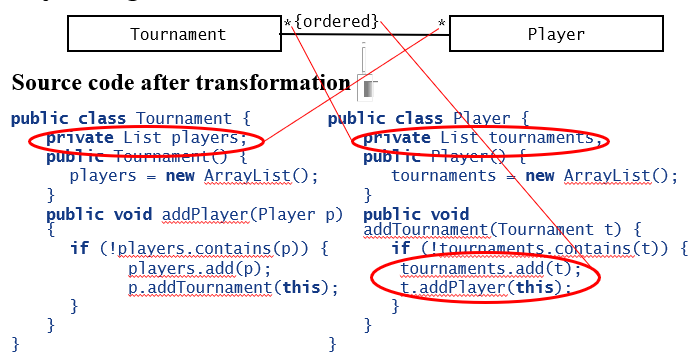 Tournament
*{ordered}
*
Player
Source code after transformation
public class Tournament {
private List players;
public Tournament() {
players = new ArrayList();
}
public void addPlayer(Player p)
{
if (!players.contains(p)) {
players.add(p);
p.addTournament(this);
}
}
}
public class Player {
private List tournaments;
public Player() {
tournaments = new ArrayList();
}
public void
addTournament(Tournament t) {
if (!tournaments.contains(t)) {
tournaments.add(t);
t.addPlayer(this);
}
}
}